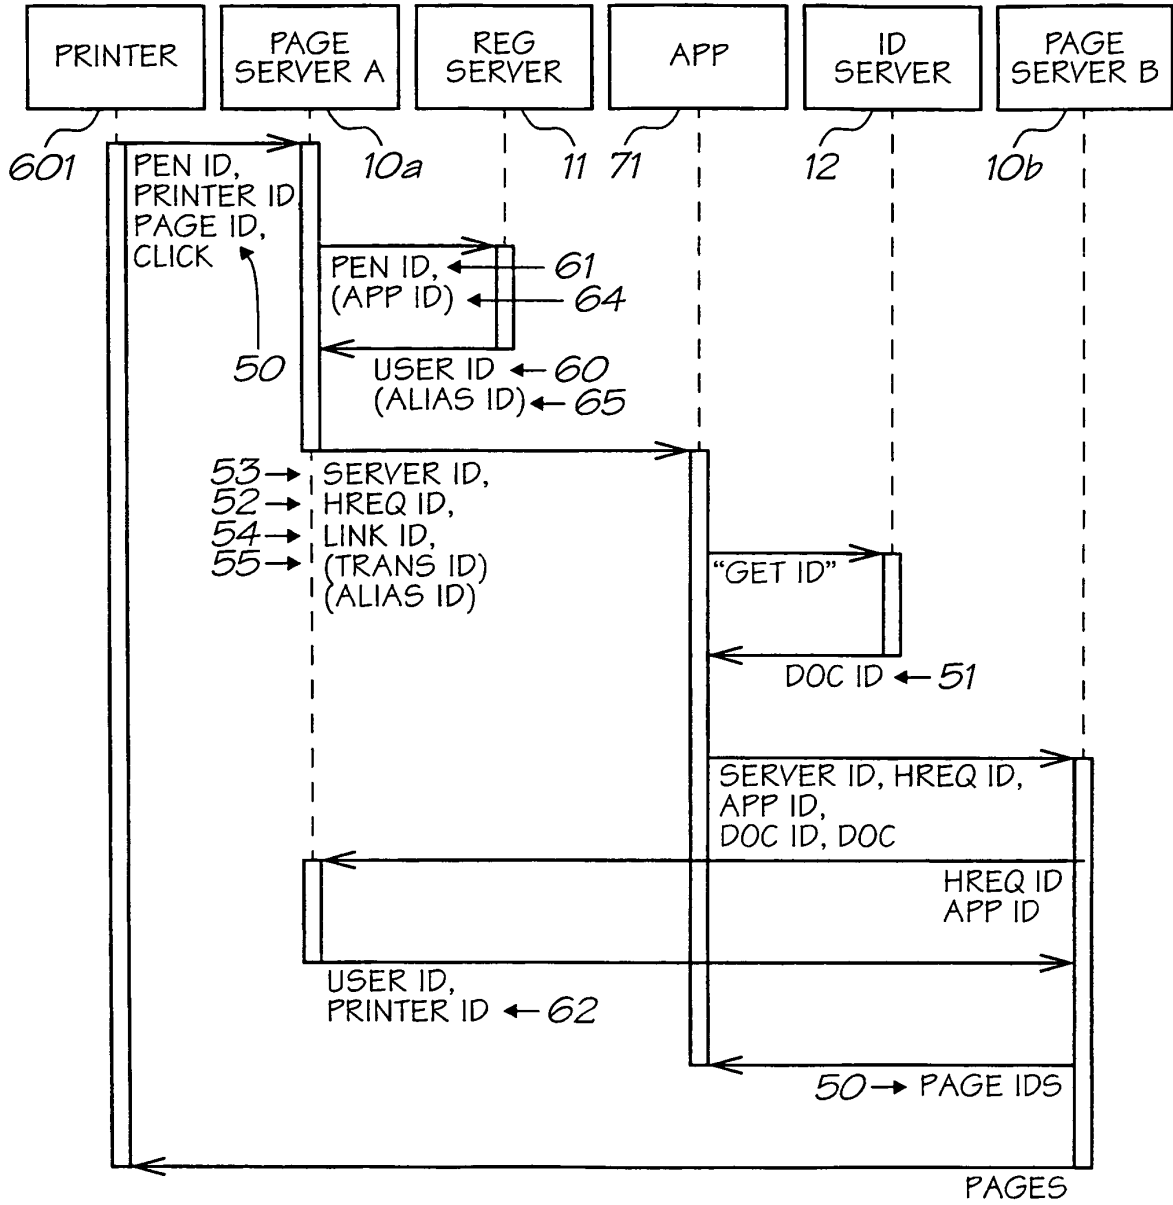 PRINTER
PAGE
SERVER A
REG
SERVER
APP
ID
SERVER
PAGE
SERVER B
601
10a
11
71
12
10b
PEN ID,
PRINTER ID
PAGE ID,
CLICK
50
PEN ID,
61
(APP ID)
64
USER ID
60
(ALIAS ID)
65
53 SERVER ID,
52 HREQ ID,
54 LINK ID,
55 (TRANS ID)
(ALIAS ID)
"GET ID"
DOC ID
51
SERVER ID, HREQ ID,
APP ID,
DOC ID, DOC
HREQ ID
APP ID
USER ID,
PRINTER ID
62
50 PAGE IDS
PAGES